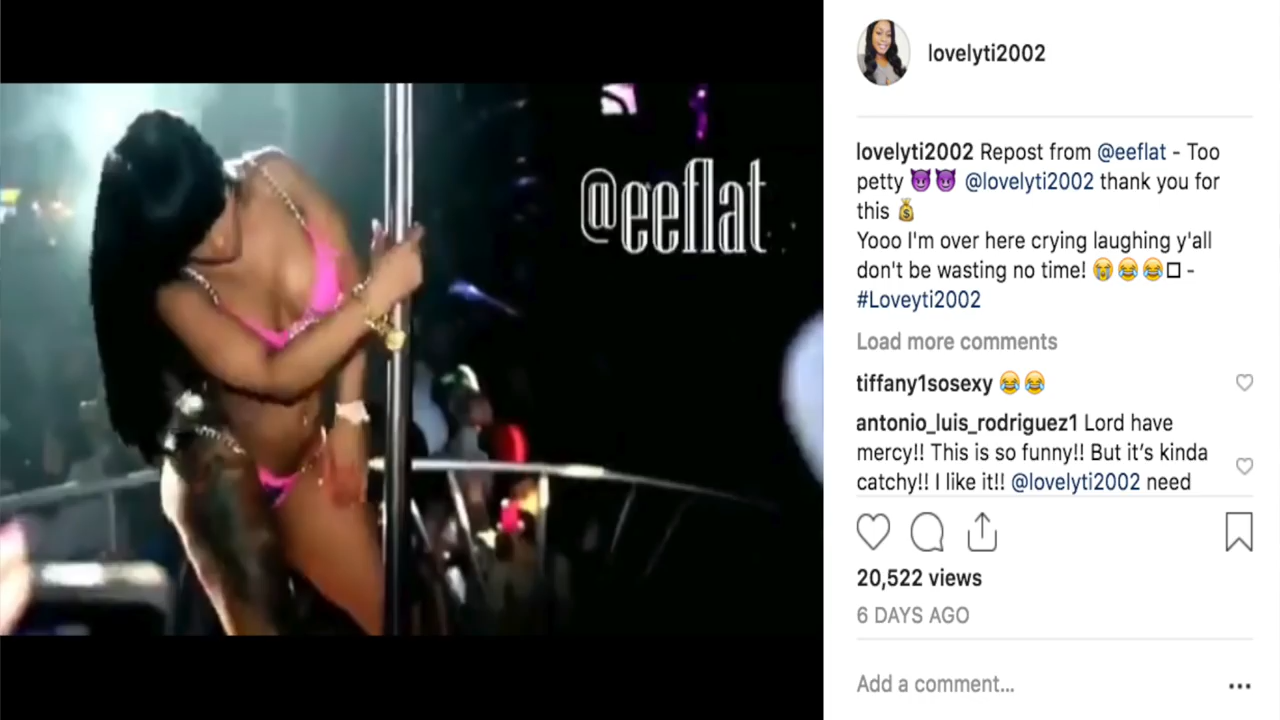 @eeflat
lovelyti2002
lovelyti2002 Repost from @eeflat - Too
petty 😈😈 @lovelyti2002 thank you for
this 💰
Yooo I'm over here crying laughing y'all
don't be wasting no time! 😭😂😂□ -
#Loveyti2002
Load more comments
tiffany1sosexy 😂😂
antonio_luis_rodriguez1 Lord have
mercy!! This is so funny!! But it’s kinda
catchy!! I like it!! @lovelyti2002 need
20,522 views
6 DAYS AGO
Add a comment...